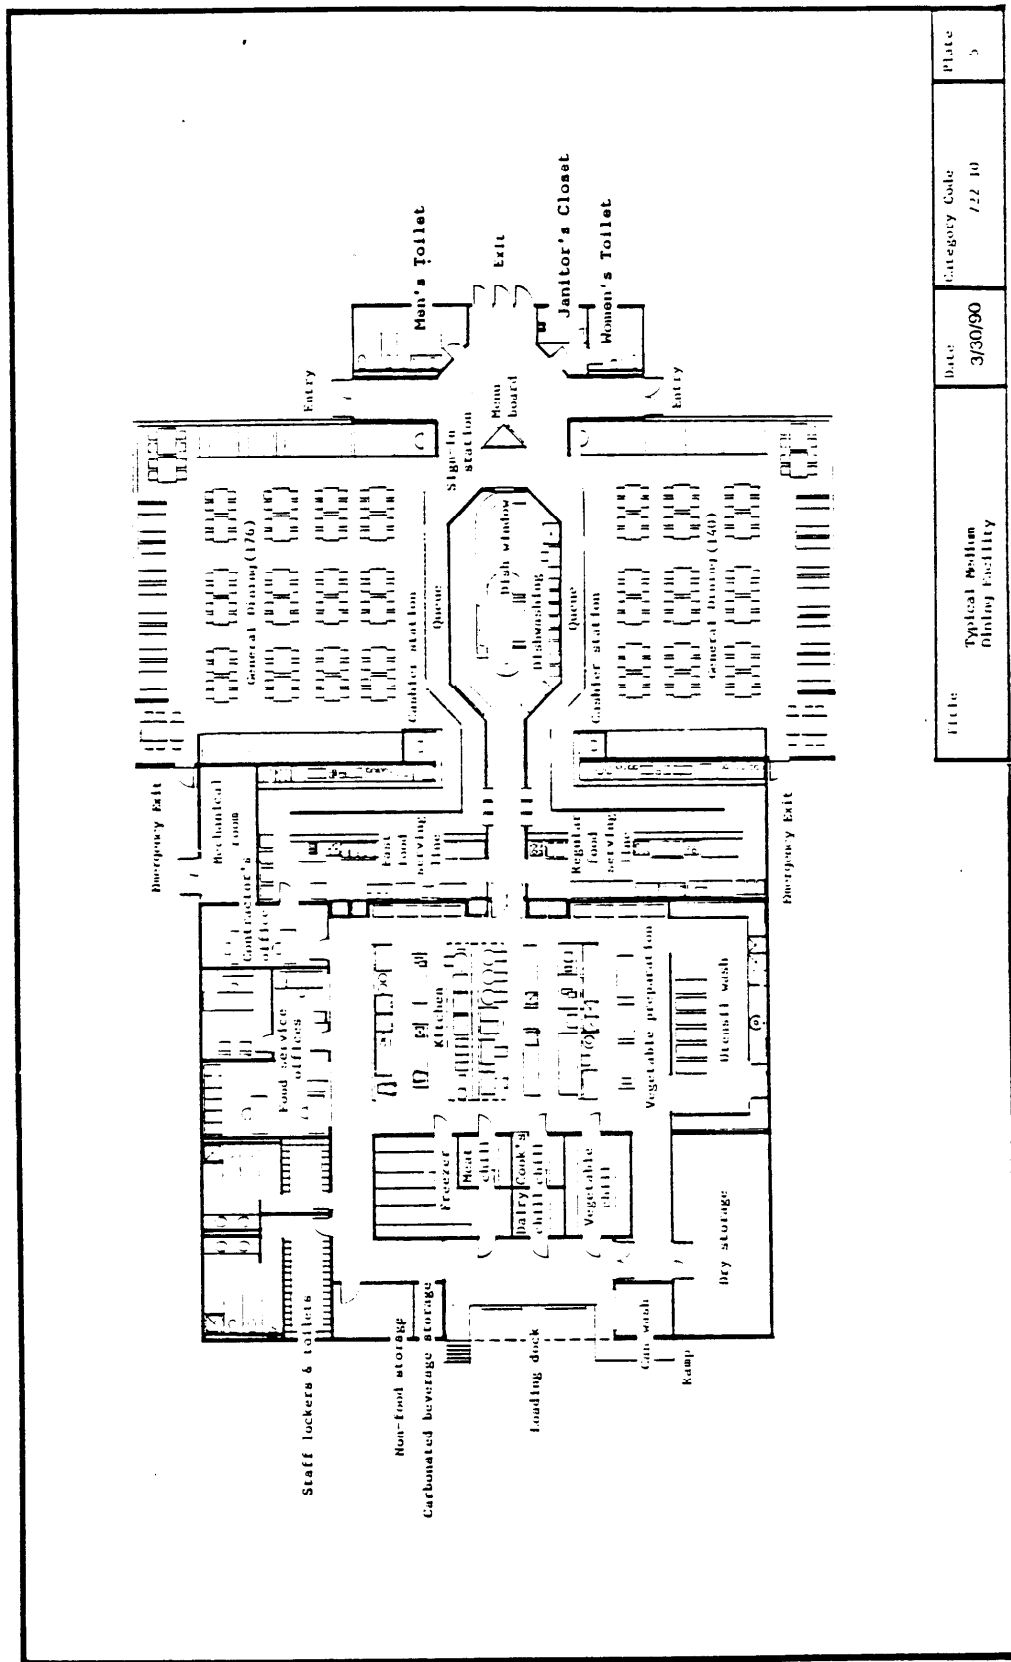 Men's Toilet
Exit
Janitor's Closet
Women's Toilet
Entry
Menu
board
Entry
Sign-in
station
General Dining(176)
Queue
Dish window
Dishwashing
Queue
General Dining(140)
Cashier station
Cashier station
Emergency Exit
Mechanical
room
Fast
food
serving
line
Regular
food
serving
line
Emergency Exit
Contractor's
office
Food service
offices
Kitchen
Vegetable preparation
Utensil wash
Freezer
Meat
chill
Cook's
chill
Dairy
chill
Vegetable
chill
Dry storage
Staff lockers & toilets
Non-food storage
Carbonated beverage storage
Loading dock
Can wash
Ramp
Title
Typical Medium
Dining Facility
Date
3/30/90
Category Code
722 10
Plate
5